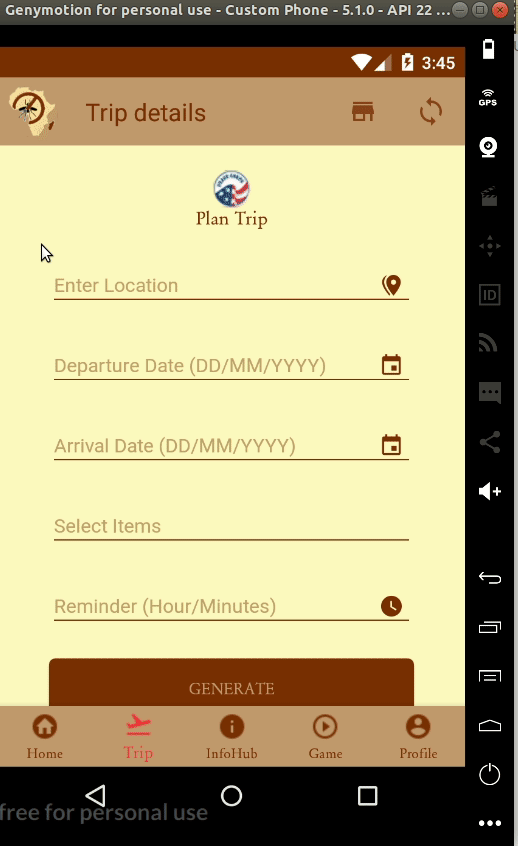 Genymotion for personal use - Custom Phone - 5.1.0 - API 22 ...
3:45
GPS
Trip details
Plan Trip
Enter Location
ID
Departure Date (DD/MM/YYYY)
Arrival Date (DD/MM/YYYY)
Select Items
Reminder (Hour/Minutes)
GENERATE
Home
Trip
InfoHub
Game
Profile
free for personal use